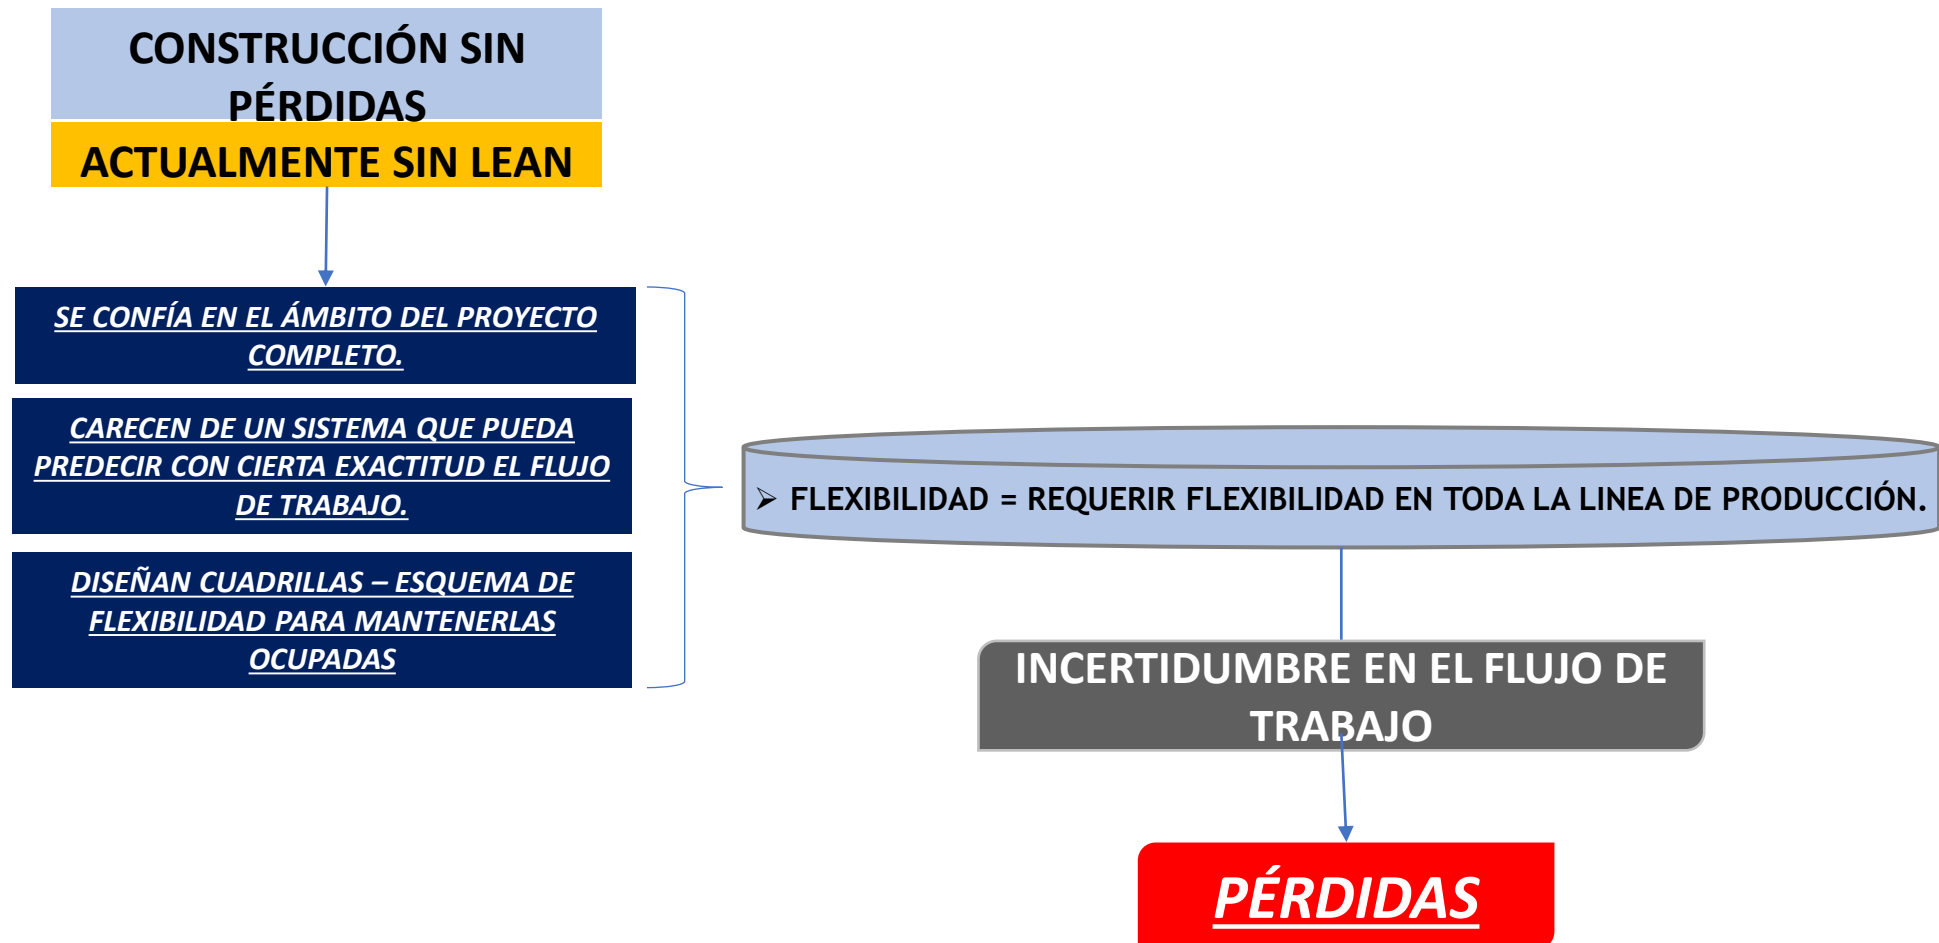 CONSTRUCCIÓN SIN
PÉRDIDAS
ACTUALMENTE SIN LEAN
SE CONFÍA EN EL ÁMBITO DEL PROYECTO
COMPLETO.
CARECEN DE UN SISTEMA QUE PUEDA
PREDECIR CON CIERTA EXACTITUD EL FLUJO
DE TRABAJO.
DISEÑAN CUADRILLAS – ESQUEMA DE
FLEXIBILIDAD PARA MANTENERLAS
OCUPADAS
➢ FLEXIBILIDAD = REQUERIR FLEXIBILIDAD EN TODA LA LINEA DE PRODUCCIÓN.
INCERTIDUMBRE EN EL FLUJO DE
TRABAJO
PÉRDIDAS